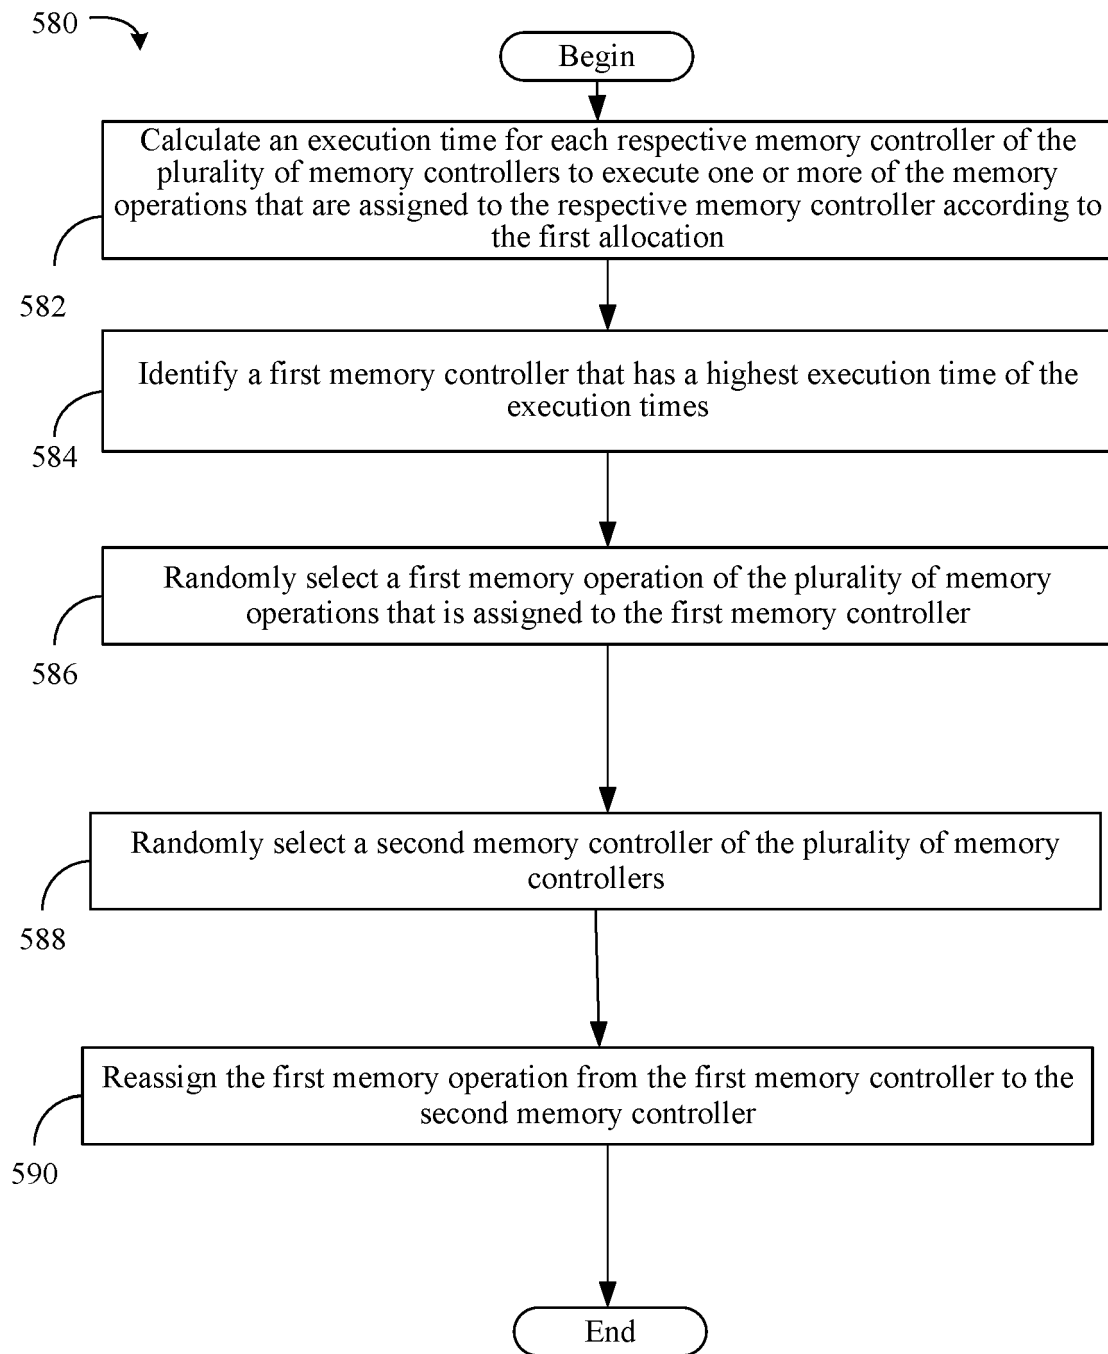 580
Begin
Calculate an execution time for each respective memory controller of the
plurality of memory controllers to execute one or more of the memory
operations that are assigned to the respective memory controller according to
the first allocation
582
Identify a first memory controller that has a highest execution time of the
execution times
584
Randomly select a first memory operation of the plurality of memory
operations that is assigned to the first memory controller
586
Randomly select a second memory controller of the plurality of memory
controllers
588
Reassign the first memory operation from the first memory controller to the
second memory controller
590
End